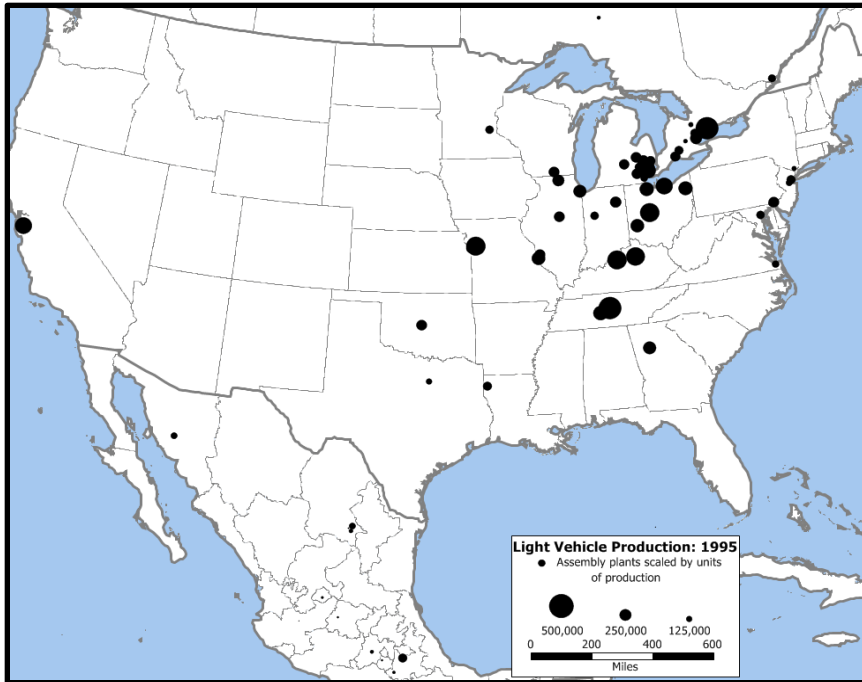 Light Vehicle Production: 1995
Assembly plants scaled by units
of production
500,000 250,000 125,000
0 200 400 600
Miles